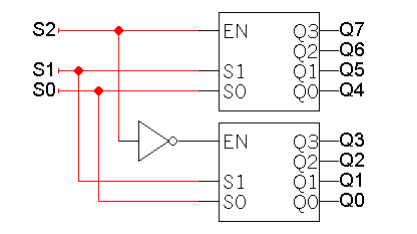 S2 EN Q3 Q7
Q2 Q6
S1 S1 Q1 Q5
S0 S0 Q0 Q4
EN Q3 Q3
Q2 Q2
S1 Q1 Q1
S0 Q0 Q0